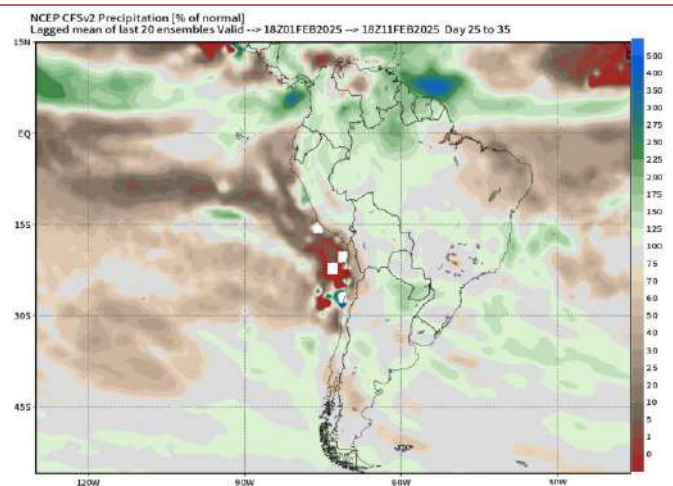 NCEP CFSv2 Precipitation [% of normal]
Lagged mean of last 20 ensembles Valid --> 18Z01FEB2025 --> 18Z11FEB2025 Day 25 to 35
15N
EQ
15S
30S
45S
120W
90W
60W
30W
500
400
350
300
275
250
225
200
175
150
125
100
75
70
60
50
40
30
20
10
5
1
0